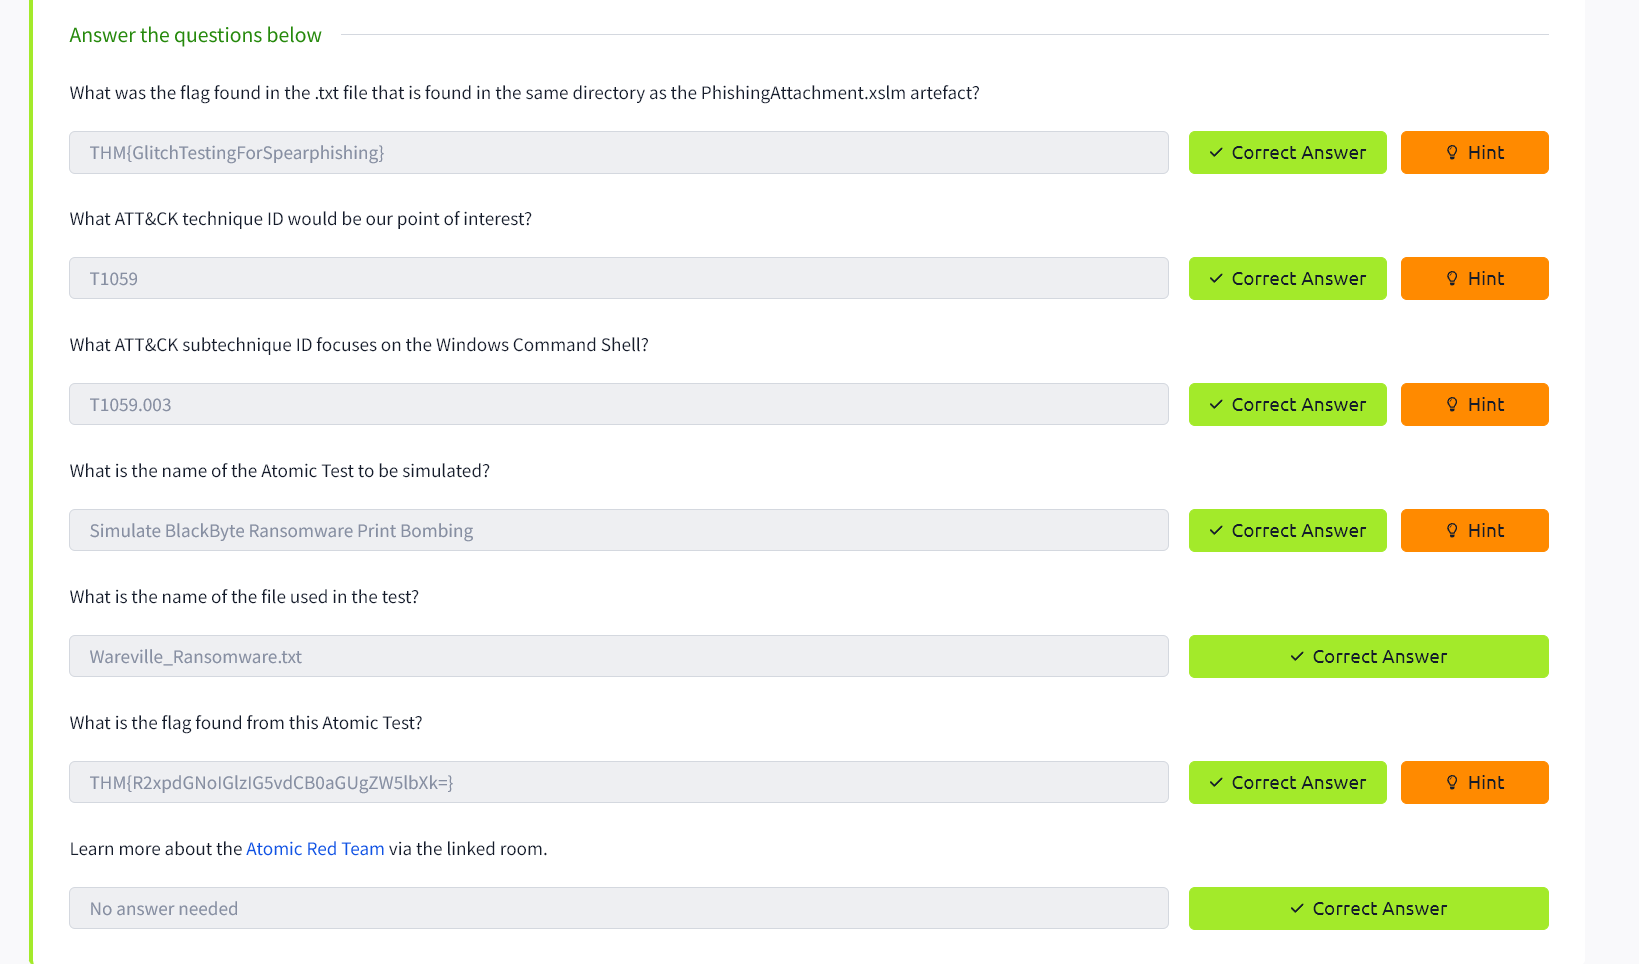 Answer the questions below
What was the flag found in the .txt file that is found in the same directory as the PhishingAttachment.xslm artefact?
THM{GlitchTestingForSpearphishing}
Correct Answer
Hint
What ATT&CK technique ID would be our point of interest?
T1059
Correct Answer
Hint
What ATT&CK subtechnique ID focuses on the Windows Command Shell?
T1059.003
Correct Answer
Hint
What is the name of the Atomic Test to be simulated?
Simulate BlackByte Ransomware Print Bombing
Correct Answer
Hint
What is the name of the file used in the test?
Wareville_Ransomware.txt
Correct Answer
What is the flag found from this Atomic Test?
THM{R2xpdGNoIGlzIG5vdCB0aGUgZW5lbXk=}
Correct Answer
Hint
Learn more about the Atomic Red Team via the linked room.
No answer needed
Correct Answer